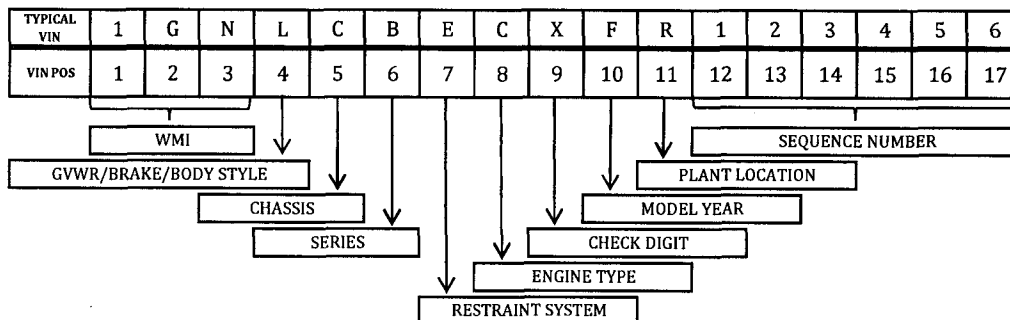 TYPICAL VIN 1 G N L C B E C X F R 1 2 3 4 5 6
VIN POS 1 2 3 4 5 6 7 8 9 10 11 12 13 14 15 16 17
WMI SEQUENCE NUMBER
GVWR/BRAKE/BODY STYLE PLANT LOCATION
CHASSIS MODEL YEAR
SERIES CHECK DIGIT
ENGINE TYPE
RESTRAINT SYSTEM